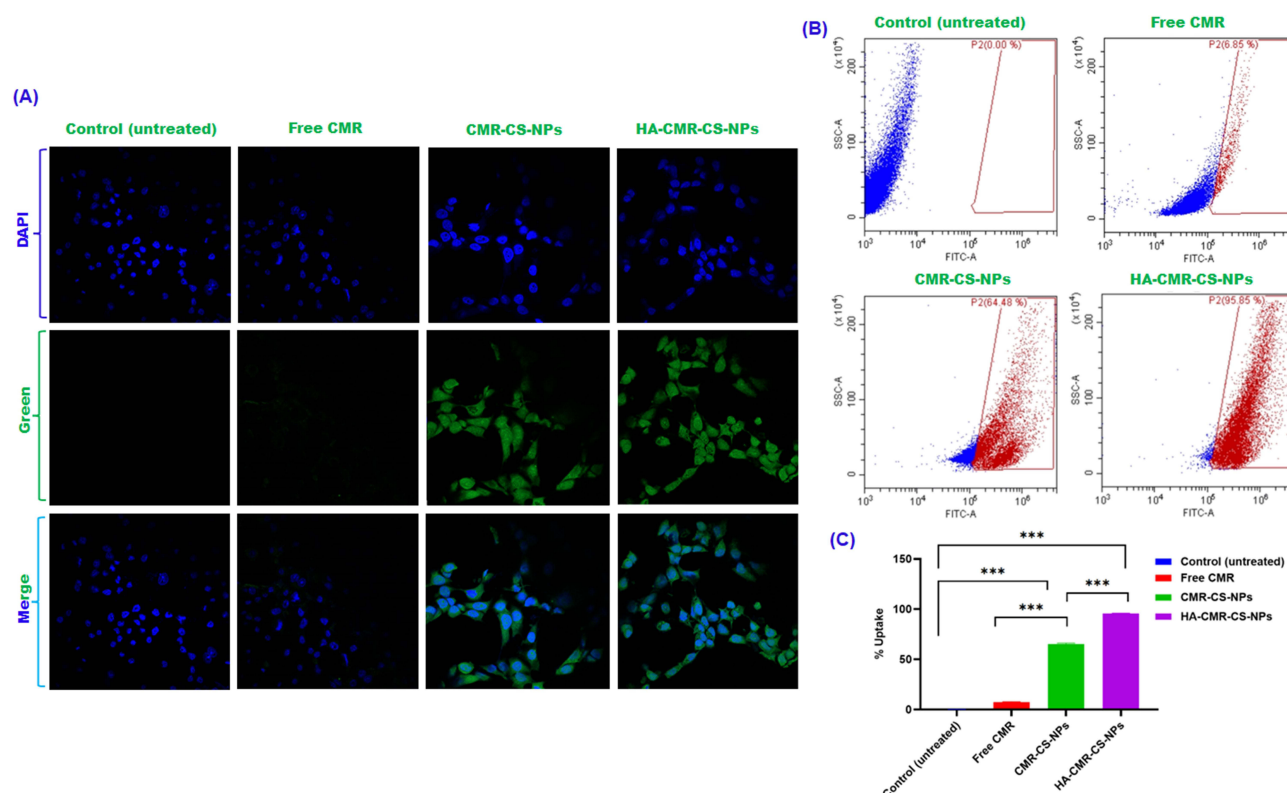 (A)
Control (untreated)
Free CMR
CMR-CS-NPs
HA-CMR-CS-NPs
DAPI
Green
Merge
(B)
Control (untreated)
P2(0.00 %)
(x 10⁴)
200
100
0
SSC-A
10³ 10⁴ 10⁵ 10⁶
FITC-A
Free CMR
P2(6.85 %)
(x 10⁴)
200
100
0
SSC-A
10³ 10⁴ 10⁵ 10⁶
FITC-A
CMR-CS-NPs
P2(64.48 %)
(x 10⁴)
200
100
0
SSC-A
10³ 10⁴ 10⁵ 10⁶
FITC-A
HA-CMR-CS-NPs
P2(95.85 %)
(x 10⁴)
200
100
0
SSC-A
10³ 10⁴ 10⁵ 10⁶
FITC-A
(C)
150
100
50
0
% Uptake
***
***
***
***
Control (untreated)
Free CMR
CMR-CS-NPs
HA-CMR-CS-NPs
Control (untreated)
Free CMR
CMR-CS-NPs
HA-CMR-CS-NPs